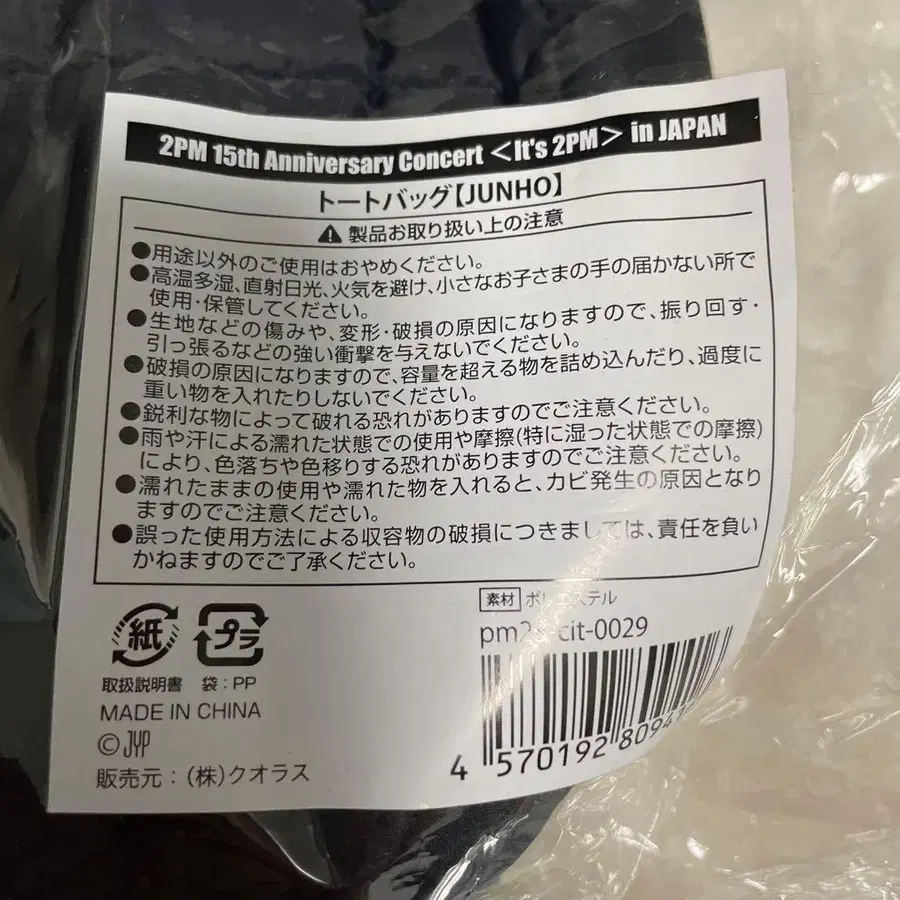 2PM 15th Anniversary Concert ＜It's 2PM＞ in JAPAN
トートバッグ【JUNHO】
製品お取り扱い上の注意
●用途以外のご使用はおやめください。
●高温多湿、直射日光、火気を避け、小さなお子さまの手の届かない所で
使用・保管してください。
●生地などの傷みや、変形・破損の原因になりますので、振り回す・
引っ張るなどの強い衝撃を与えないでください。
●破損の原因になりますので、容量を超える物を詰め込んだり、過度に
重い物を入れたりしないでください。
●鋭利な物によって破れる恐れがありますのでご注意ください。
●雨や汗による濡れた状態での使用や摩擦(特に湿った状態での摩擦)
により、色落ちや色移りする恐れがありますのでご注意ください。
●濡れたままの使用や濡れた物を入れると、カビ発生の原因となり
ますのでご注意ください。
●誤った使用方法による収容物の破損につきましては、責任を負い
かねますのでご了承ください。
素材 ポリエステル
紙 プラ
取扱説明書 袋：PP
MADE IN CHINA
©JYP
販売元：(株)クオラス
4 570192